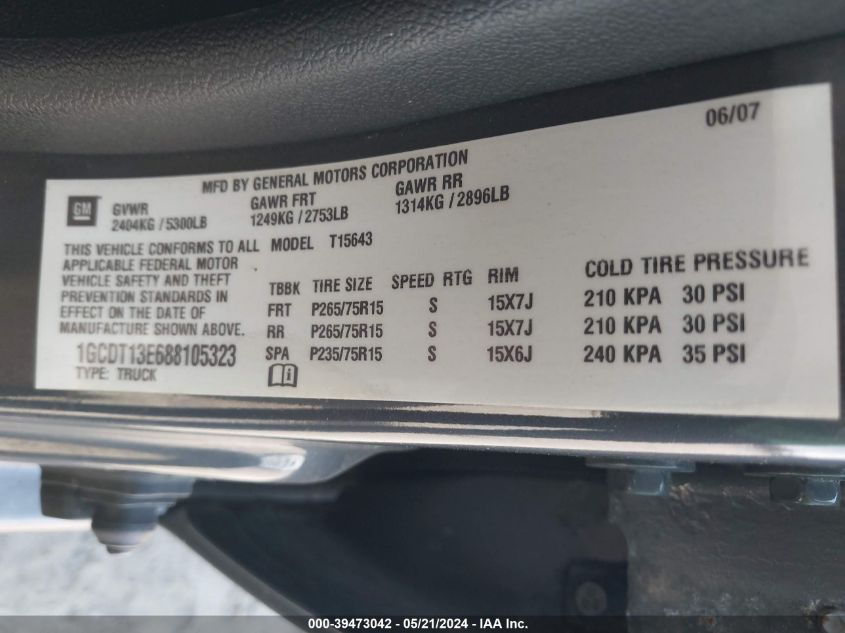 06/07
MFD BY GENERAL MOTORS CORPORATION
GM
GVWR GAWR FRT GAWR RR
2404KG / 5300LB 1249KG / 2753LB 1314KG / 2896LB
THIS VEHICLE CONFORMS TO ALL
APPLICABLE FEDERAL MOTOR
VEHICLE SAFETY AND THEFT
PREVENTION STANDARDS IN
EFFECT ON THE DATE OF
MANUFACTURE SHOWN ABOVE.
1GCDT13E688105323
TYPE: TRUCK
MODEL T15643
TBBK TIRE SIZE SPEED RTG RIM COLD TIRE PRESSURE
FRT P265/75R15 S 15X7J 210 KPA 30 PSI
RR P265/75R15 S 15X7J 210 KPA 30 PSI
SPA P235/75R15 S 15X6J 240 KPA 35 PSI
000-39473042 / 05/21/2024 - IAA Inc.